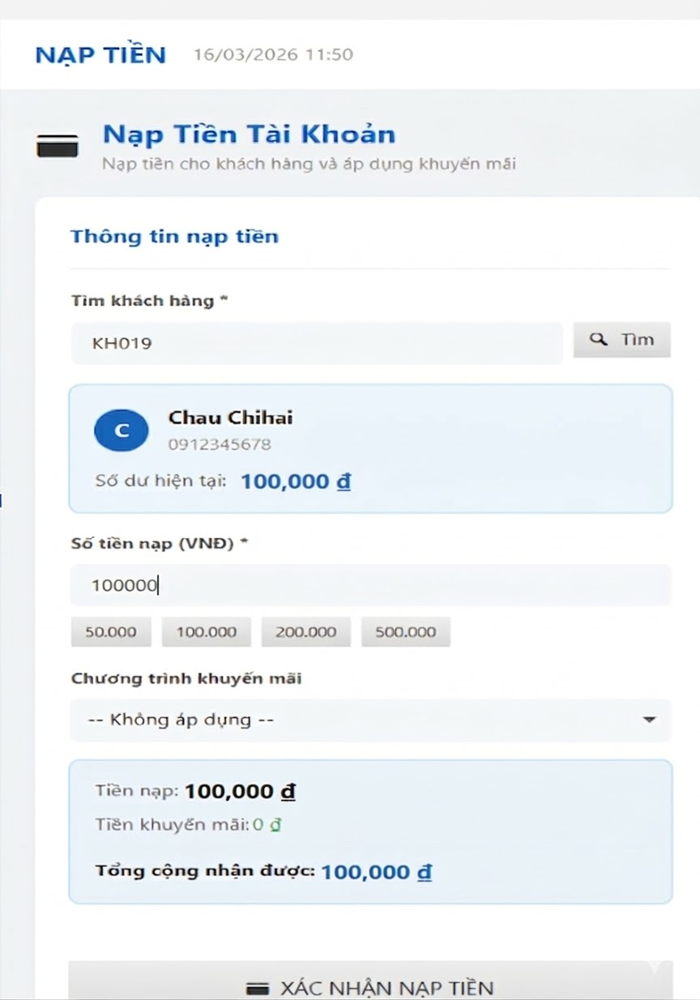 NẠP TIỀN 16/03/2026 11:50
Nạp Tiền Tài Khoản
Nạp tiền cho khách hàng và áp dụng khuyến mãi
Thông tin nạp tiền
Tìm khách hàng *
KH019 Tìm
C Chau Chihai
0912345678
Số dư hiện tại: 100,000 ₫
Số tiền nạp (VNĐ) *
100000
50.000 100.000 200.000 500.000
Chương trình khuyến mãi
-- Không áp dụng --
Tiền nạp: 100,000 ₫
Tiền khuyến mãi: 0 ₫
Tổng cộng nhận được: 100,000 ₫
XÁC NHẬN NẠP TIỀN